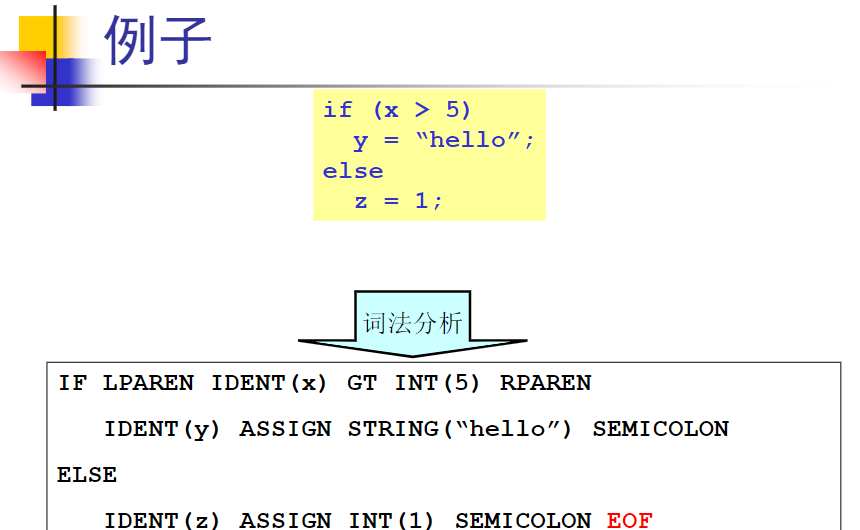 例子
if (x > 5)
y = “hello”;
else
z = 1;
词法分析
IF LPAREN IDENT(x) GT INT(5) RPAREN
IDENT(y) ASSIGN STRING(“hello”) SEMICOLON
ELSE
IDENT(z) ASSIGN INT(1) SEMICOLON EOF